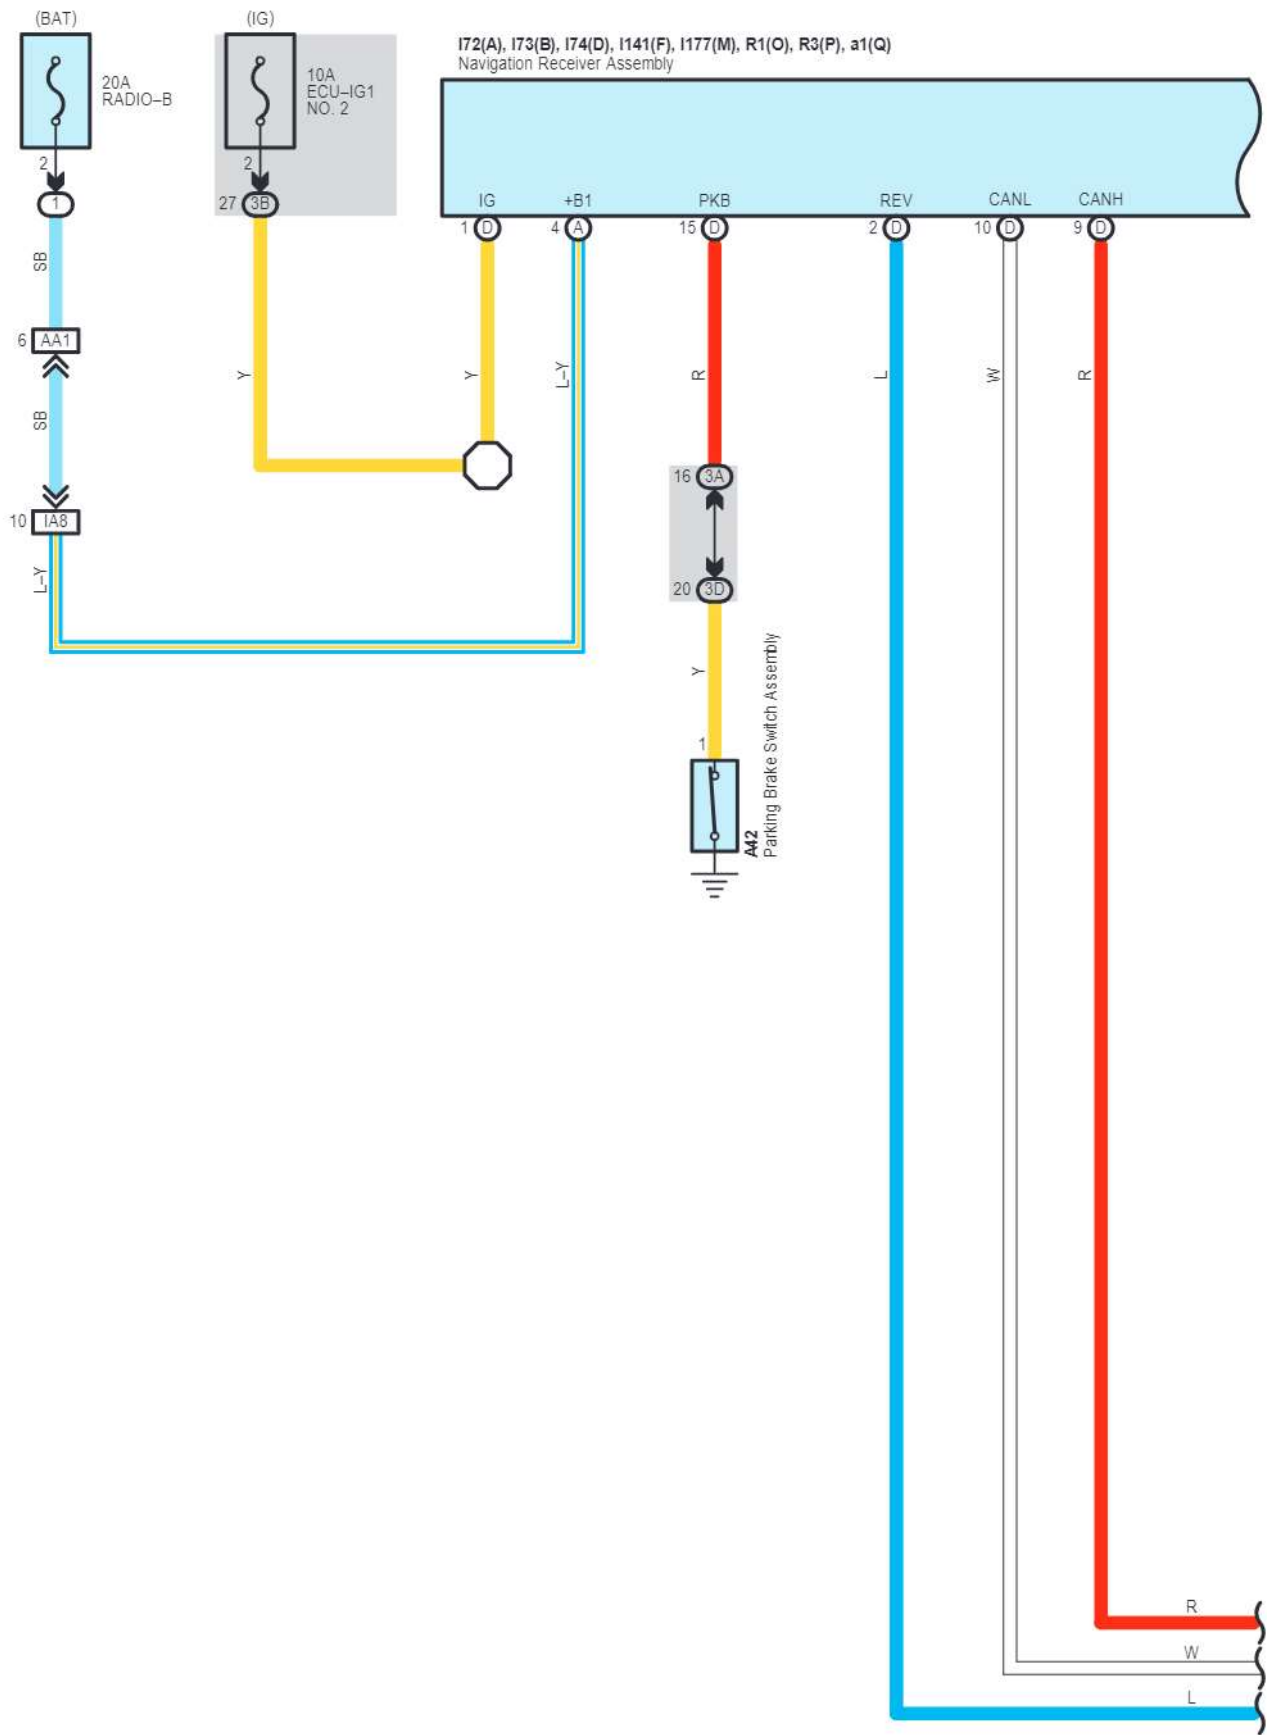 (BAT)
(IG)
20A
RADIO–B
10A
ECU–IG1
NO. 2
I72(A), I73(B), I74(D), I141(F), I177(M), R1(O), R3(P), a1(Q)
Navigation Receiver Assembly
2
2
1
27 3B
IG
+B1
PKB
REV
CANL
CANH
1 D
4 A
15 D
2 D
10 D
9 D
SB
6 AA1
Y
Y
L–Y
R
L
W
R
SB
10 IA8
16 3A
L–Y
20 3D
Y
1
A42
Parking Brake Switch Assembly
R
W
L